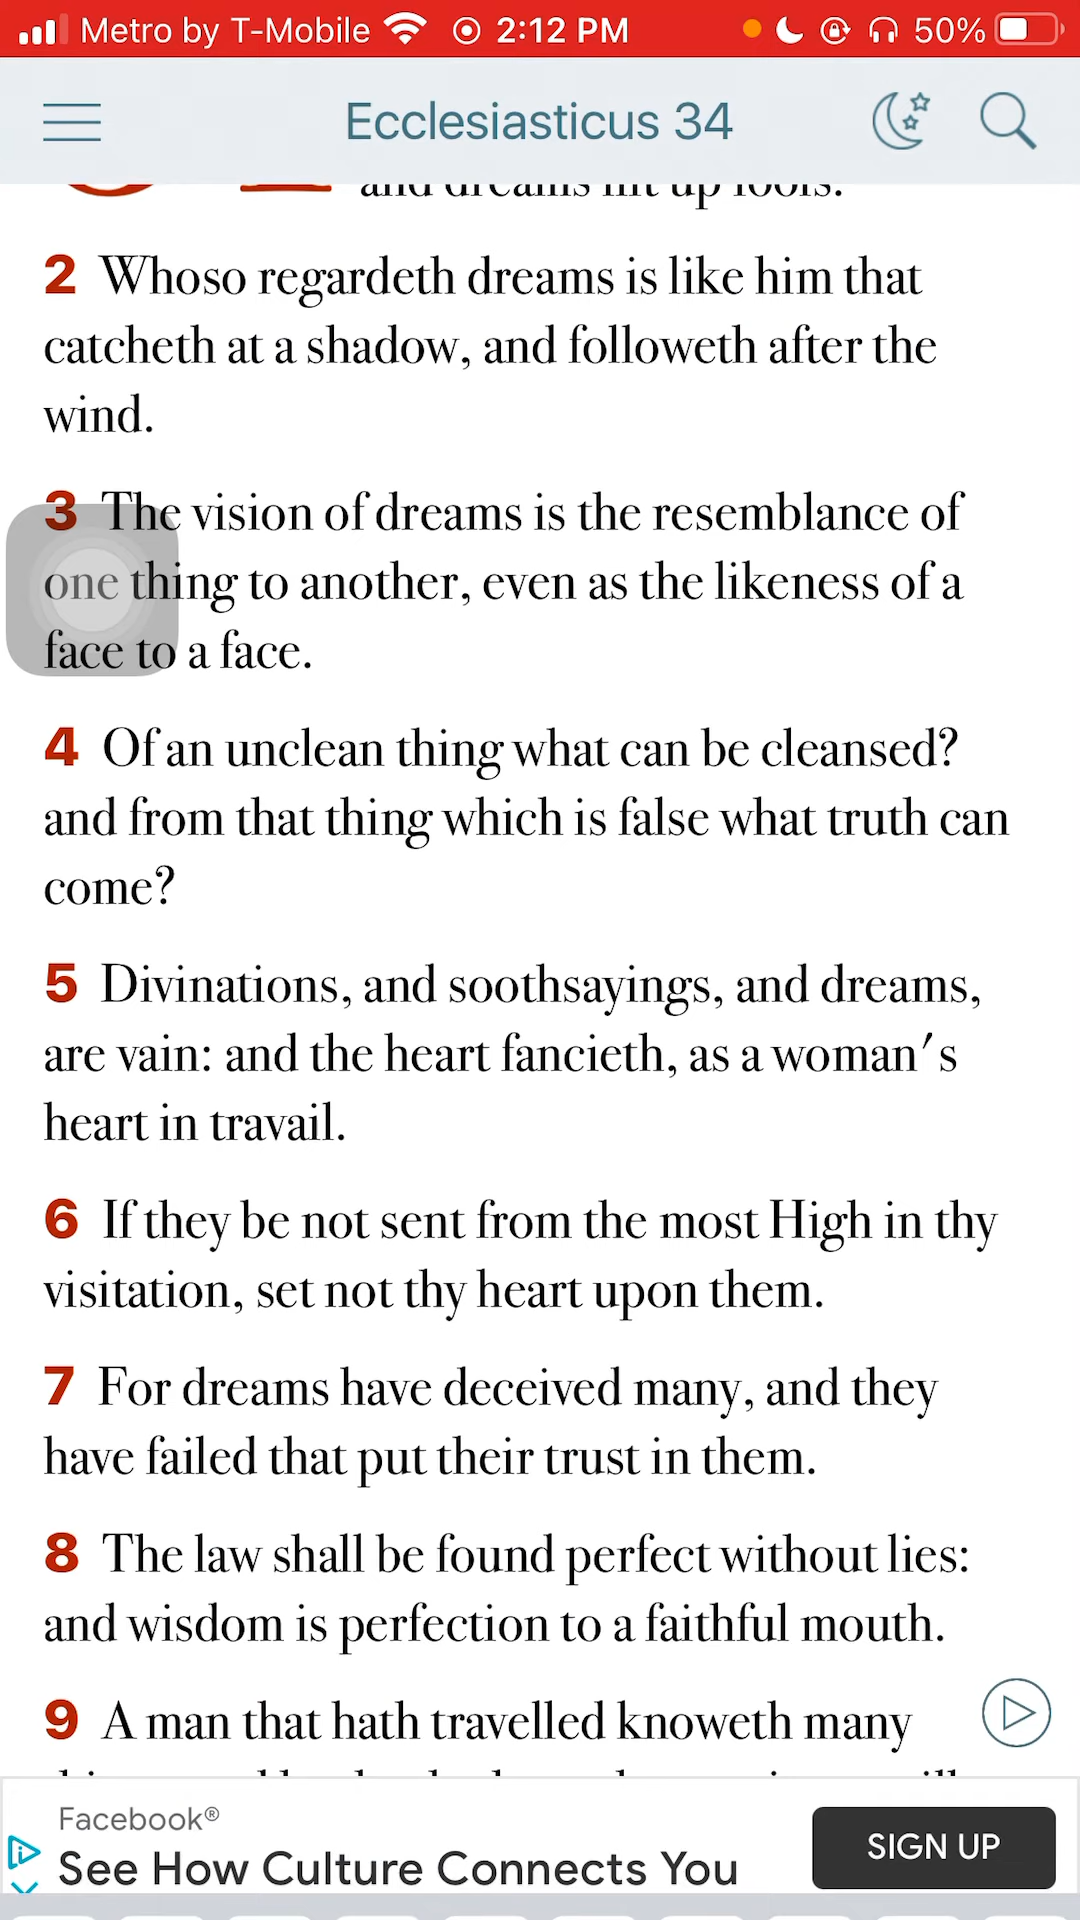 Metro by T-Mobile 2:12 PM 50%
Ecclesiasticus 34
and dreams lift up fools.
2 Whoso regardeth dreams is like him that
catcheth at a shadow, and followeth after the
wind.
3 The vision of dreams is the resemblance of
one thing to another, even as the likeness of a
face to a face.
4 Of an unclean thing what can be cleansed?
and from that thing which is false what truth can
come?
5 Divinations, and soothsayings, and dreams,
are vain: and the heart fancieth, as a woman's
heart in travail.
6 If they be not sent from the most High in thy
visitation, set not thy heart upon them.
7 For dreams have deceived many, and they
have failed that put their trust in them.
8 The law shall be found perfect without lies:
and wisdom is perfection to a faithful mouth.
9 A man that hath travelled knoweth many
Facebook®
See How Culture Connects You
SIGN UP